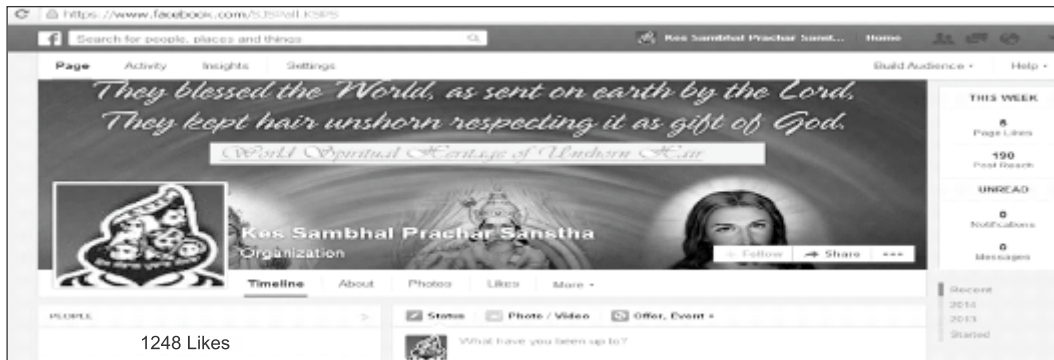 https://www.facebook.com/SJSPall.KSPS
Search for people, places and things
Kes Sambhal Prachar Sanst... Home
Page Activity Insights Settings Build Audience Help
They blessed the World, as sent on earth by the Lord,
They kept hair unshorn respecting it as gift of God.
World Spiritual Heritage of Unshorn Hair
Kes Sambhal Prachar Sanstha
Organization
Follow Share
Timeline About Photos Likes More
THIS WEEK
Page Likes
190
Post Reach
UNREAD
0
Notifications
0
Messages
Recent
2014
2013
Started
PEOPLE
1248 Likes
Status Photo / Video Offer, Event +
What have you been up to?